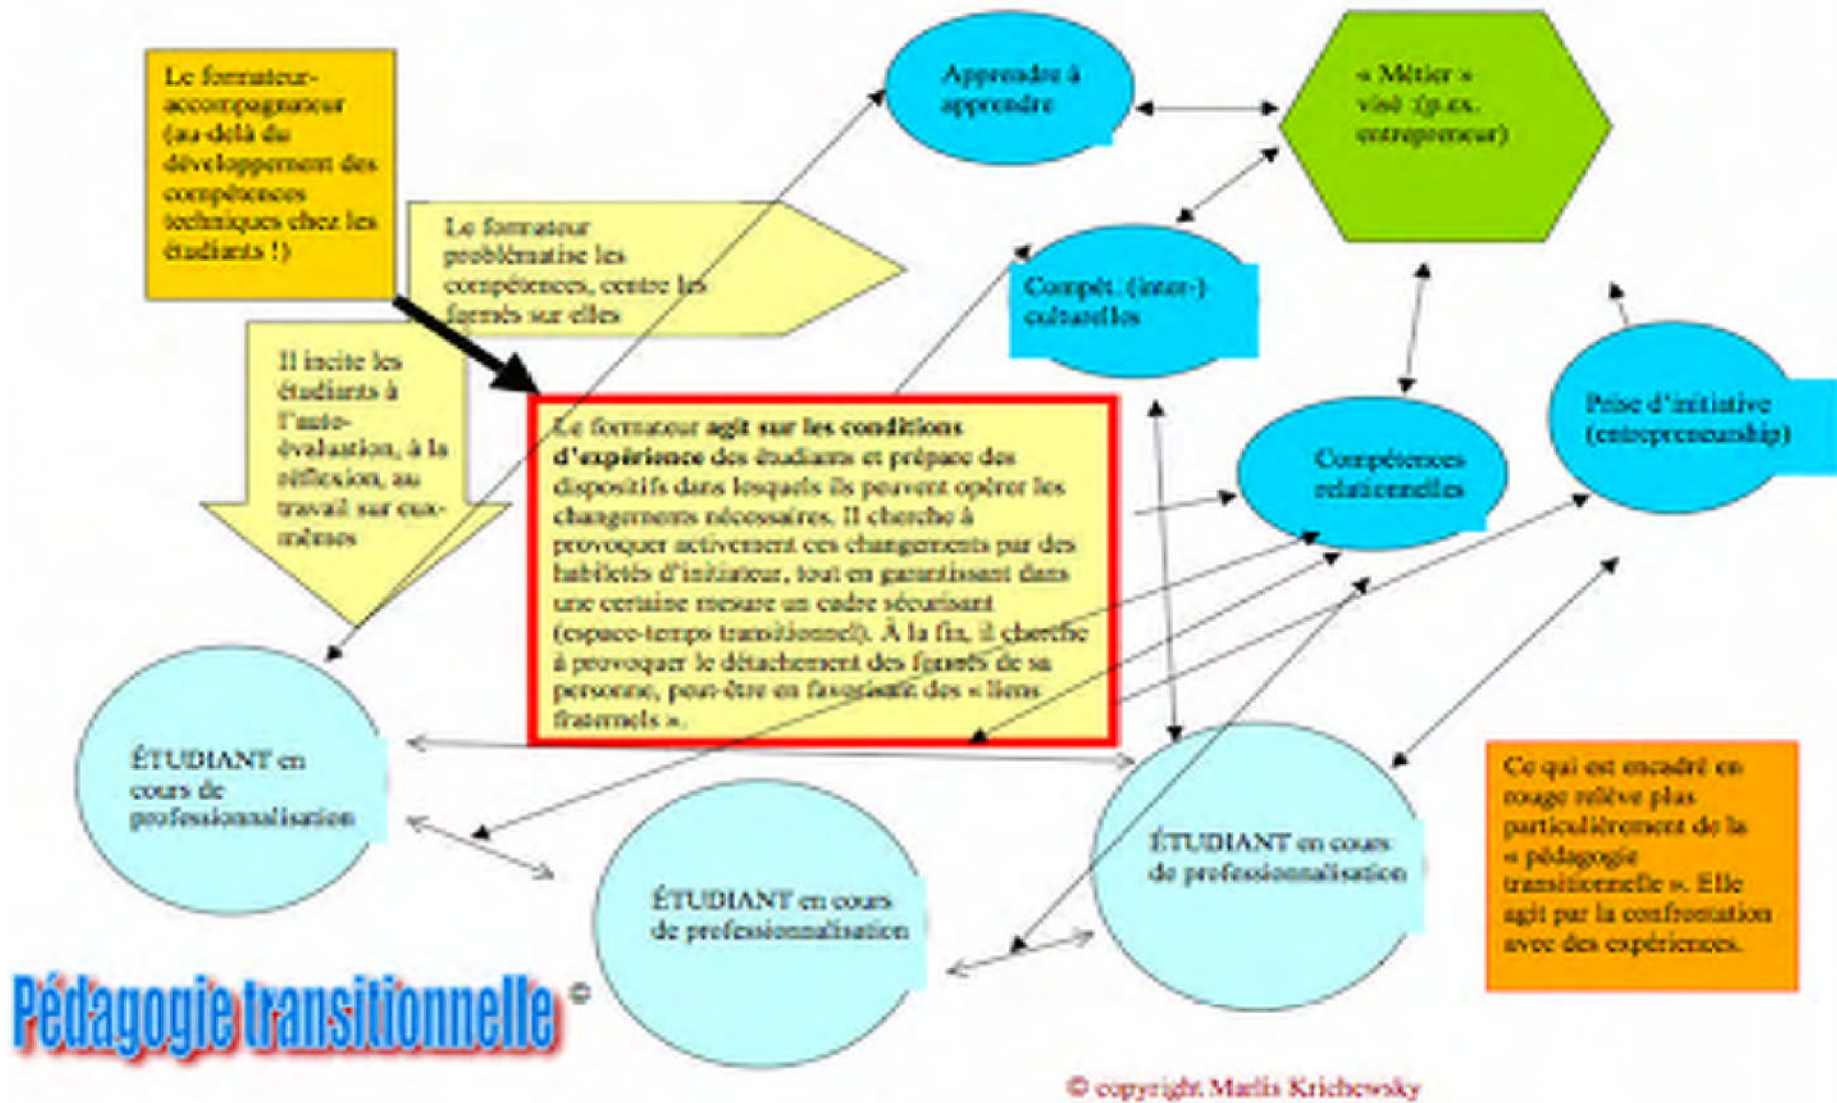 Le formateur-
accompagnateur
(au-delà du
développement des
compétences
techniques chez les
étudiants !)
Le formateur
problématise les
compétences, centre les
formés sur elles
Il incite les
étudiants à
l'auto-
évaluation, à la
réflexion, au
travail sur eux-
mêmes
Apprendre à
apprendre
« Métier »
visé :(p.ex.
entrepreneur)
Compét. (inter-)
culturelles
Compétences
relationnelles
Prise d'initiative
(entrepreneurship)
Le formateur agit sur les conditions
d'expérience des étudiants et prépare des
dispositifs dans lesquels ils peuvent opérer les
changements nécessaires. Il cherche à
provoquer activement ces changements par des
habiletés d'initiateur, tout en garantissant dans
une certaine mesure un cadre sécurisant
(espace-temps transitionnel). À la fin, il cherche
à provoquer le détachement des formés de sa
personne, peut-être en favorisant des « liens
fraternels ».
ÉTUDIANT en
cours de
professionnalisation
ÉTUDIANT en cours
de professionnalisation
ÉTUDIANT en cours
de professionnalisation
Ce qui est encadré en
rouge relève plus
particulièrement de la
« pédagogie
transitionnelle ». Elle
agit par la confrontation
avec des expériences.
Pédagogie transitionnelle ©
© copyright Marlis Krichewsky